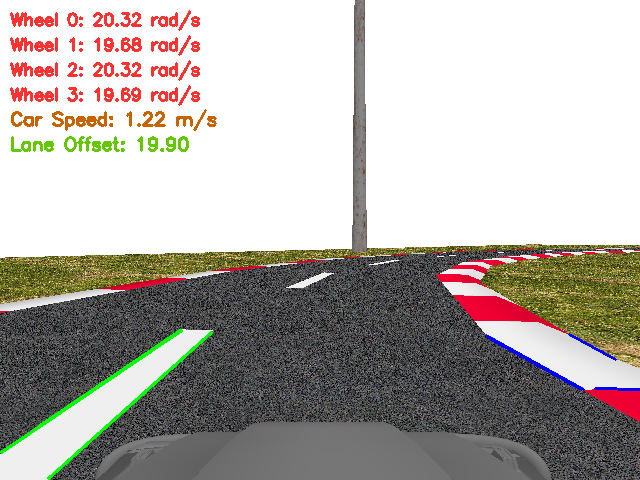 Wheel 0: 20.32 rad/s
Wheel 1: 19.68 rad/s
Wheel 2: 20.32 rad/s
Wheel 3: 19.69 rad/s
Car Speed: 1.22 m/s
Lane Offset: 19.90